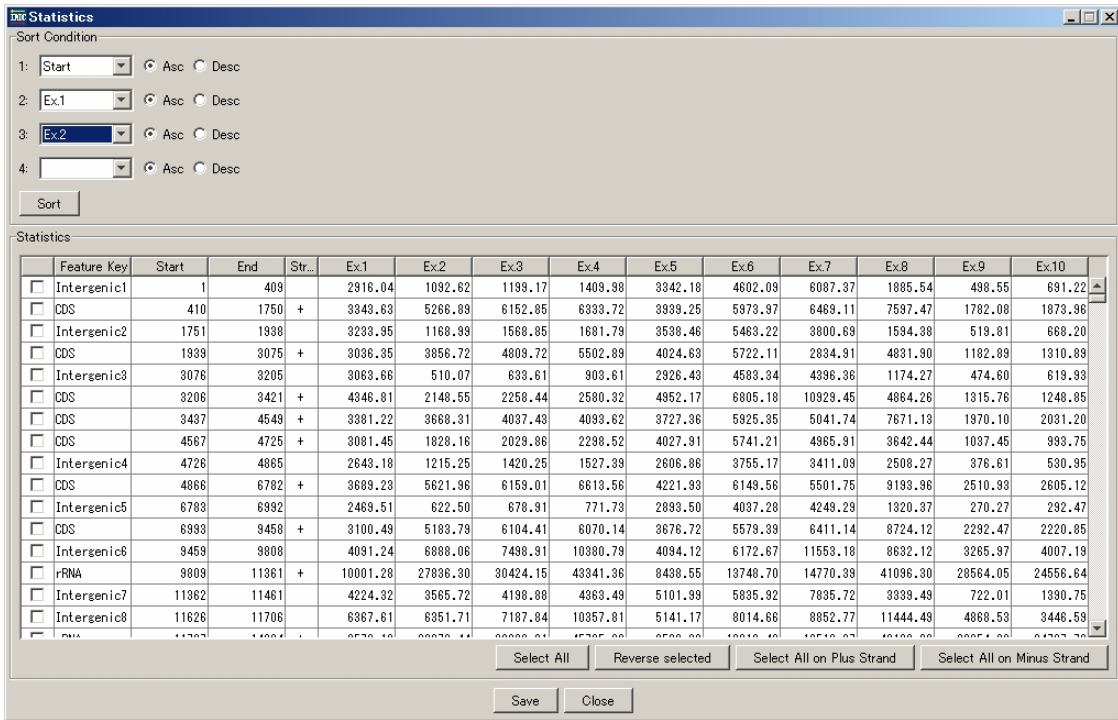 Statistics
Sort Condition
1: Start Asc Desc
2: Ex.1 Asc Desc
3: Ex.2 Asc Desc
4: Asc Desc
Sort
Statistics
Feature Key Start End Str... Ex.1 Ex.2 Ex.3 Ex.4 Ex.5 Ex.6 Ex.7 Ex.8 Ex.9 Ex.10
Intergenic1 1 409 2916.04 1092.62 1199.17 1409.98 3342.18 4602.09 6087.37 1885.54 498.55 691.22
CDS 410 1750 + 3343.63 5266.89 6152.85 6333.72 3939.25 5973.97 6469.11 7597.47 1782.08 1873.96
Intergenic2 1751 1938 3233.95 1168.99 1568.85 1681.79 3538.46 5463.22 3800.69 1594.38 519.81 668.20
CDS 1939 3075 + 3036.35 3856.72 4809.72 5502.89 4024.63 5722.11 2834.91 4831.90 1182.89 1310.89
Intergenic3 3076 3205 3063.66 510.07 633.61 903.61 2926.43 4583.34 4396.36 1174.27 474.60 619.93
CDS 3206 3421 + 4346.81 2148.55 2258.44 2580.32 4952.17 6805.18 10929.45 4864.26 1315.76 1248.85
CDS 3437 4549 + 3381.22 3668.31 4037.43 4093.62 3727.36 5925.35 5041.74 7671.13 1970.10 2031.20
CDS 4567 4725 + 3081.45 1828.16 2029.86 2298.52 4027.91 5741.21 4965.91 3642.44 1037.45 993.75
Intergenic4 4726 4865 2643.18 1215.25 1420.25 1527.39 2606.86 3755.17 3411.09 2508.27 376.61 530.95
CDS 4866 6782 + 3689.23 5621.96 6159.01 6613.56 4221.93 6149.56 5501.75 9193.96 2510.93 2605.12
Intergenic5 6783 6992 2469.51 622.50 678.91 771.73 2893.50 4037.28 4249.29 1320.37 270.27 292.47
CDS 6993 9458 + 3100.49 5183.79 6104.41 6070.14 3676.72 5579.39 6411.14 8724.12 2292.47 2220.85
Intergenic6 9459 9808 4091.24 6888.06 7498.91 10380.79 4094.12 6172.67 11553.18 8632.12 3265.97 4007.19
rRNA 9809 11361 + 10001.28 27836.30 30424.15 43341.36 8438.55 13748.70 14770.39 41096.30 28564.05 24556.64
Intergenic7 11362 11461 4224.32 3565.72 4198.88 4363.49 5101.99 5835.92 7835.72 3339.49 722.01 1390.75
Intergenic8 11626 11706 6367.61 6351.71 7187.84 10357.81 5141.17 8014.66 8852.77 11444.49 4868.53 3446.59
Select All Reverse selected Select All on Plus Strand Select All on Minus Strand
Save Close